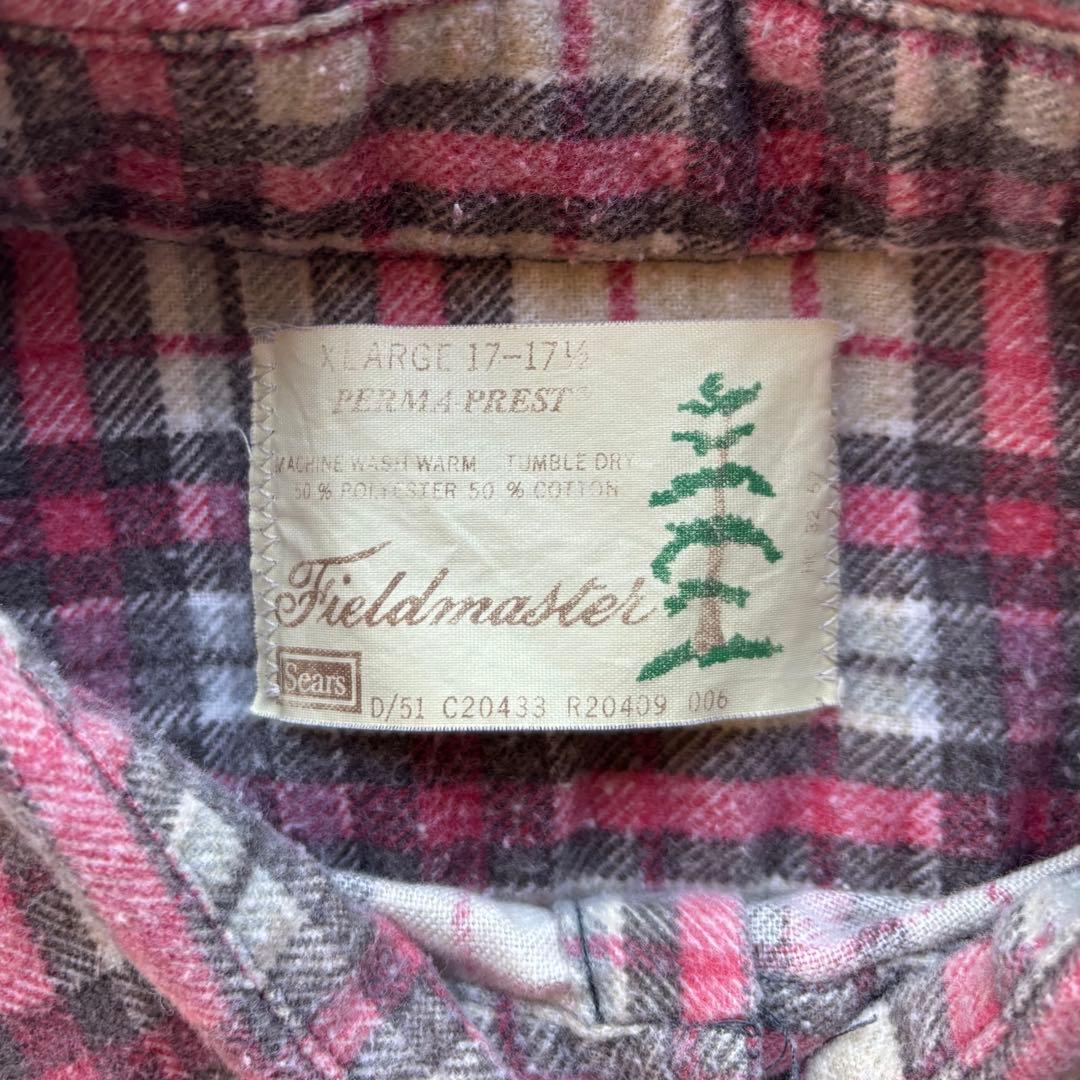 XLARGE 17-17½
PERMA-PREST®
MACHINE WASH WARM TUMBLE DRY
50 % POLYESTER 50 % COTTON
Fieldmaster
Sears
D/51 C20433 R20409 006